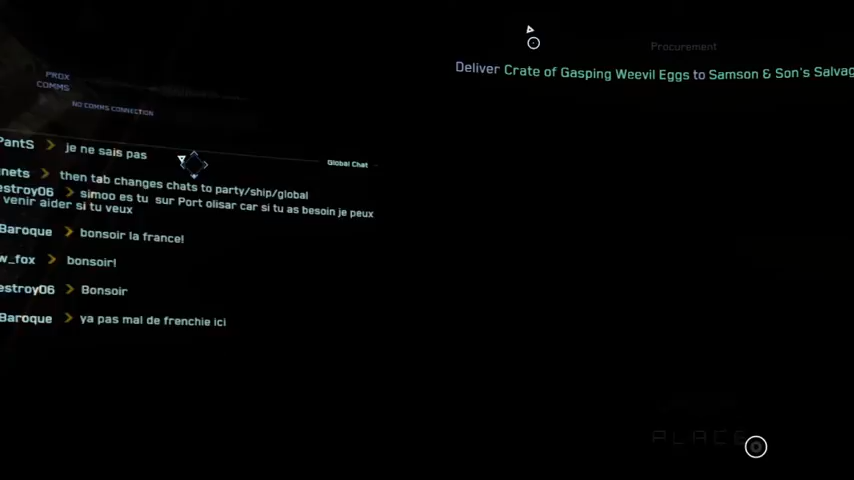 PROX
COMMS
NO COMMS CONNECTION
PantS je ne sais pas
Global Chat
nets then tab changes chats to party/ship/global
estroy06 simoo es tu sur Port olisar car si tu as besoin je peux
venir aider si tu veux
Baroque bonsoir la france!
w_fox bonsoir!
estroy06 Bonsoir
Baroque ya pas mal de frenchie ici
Procurement
Deliver Crate of Gasping Weevil Eggs to Samson & Son's Salvag
PLACE